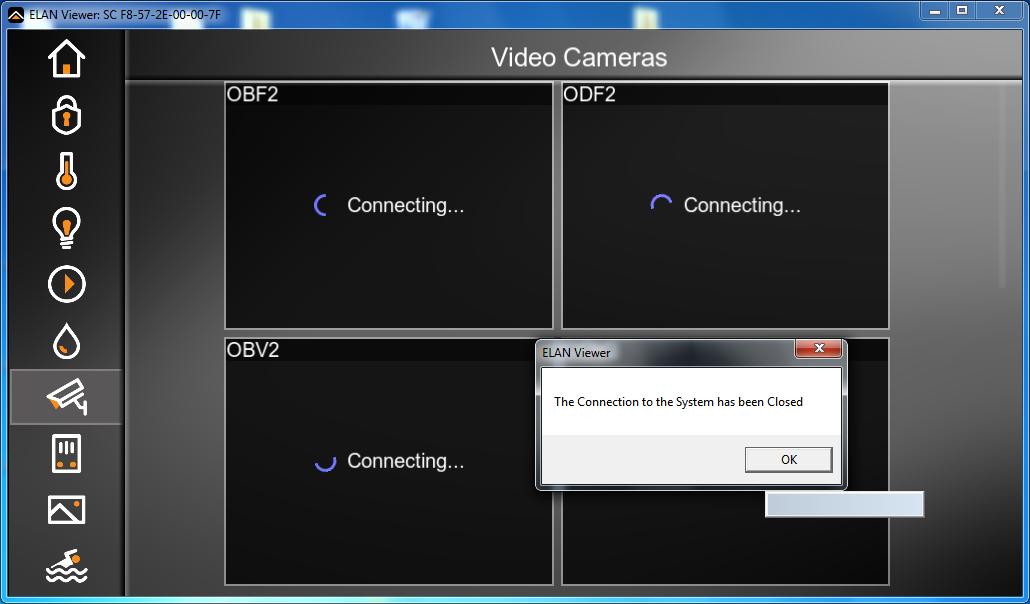 ELAN Viewer: SC F8-57-2E-00-00-7F
Video Cameras
OBF2
ODF2
Connecting...
Connecting...
OBV2
Connecting...
ELAN Viewer
The Connection to the System has been Closed
OK